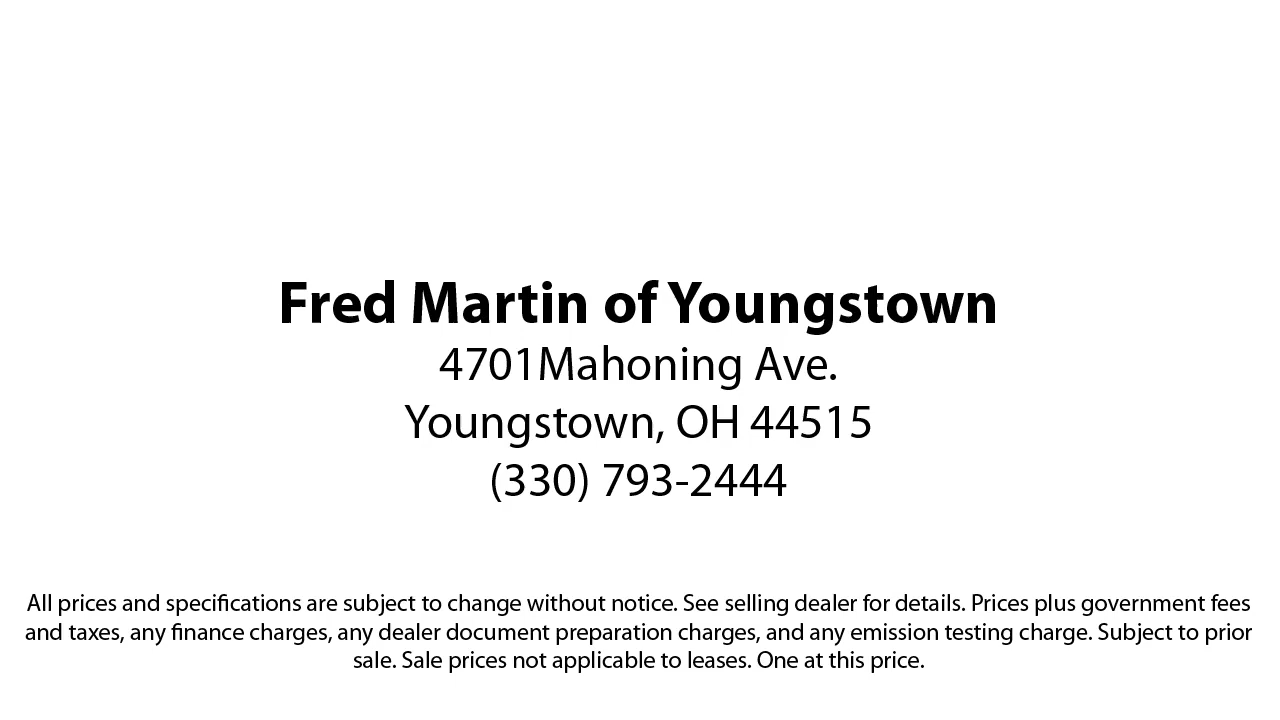 Fred Martin of Youngstown
4701Mahoning Ave.
Youngstown, OH 44515
(330) 793-2444
All prices and specifications are subject to change without notice. See selling dealer for details. Prices plus government fees
and taxes, any finance charges, any dealer document preparation charges, and any emission testing charge. Subject to prior
sale. Sale prices not applicable to leases. One at this price.